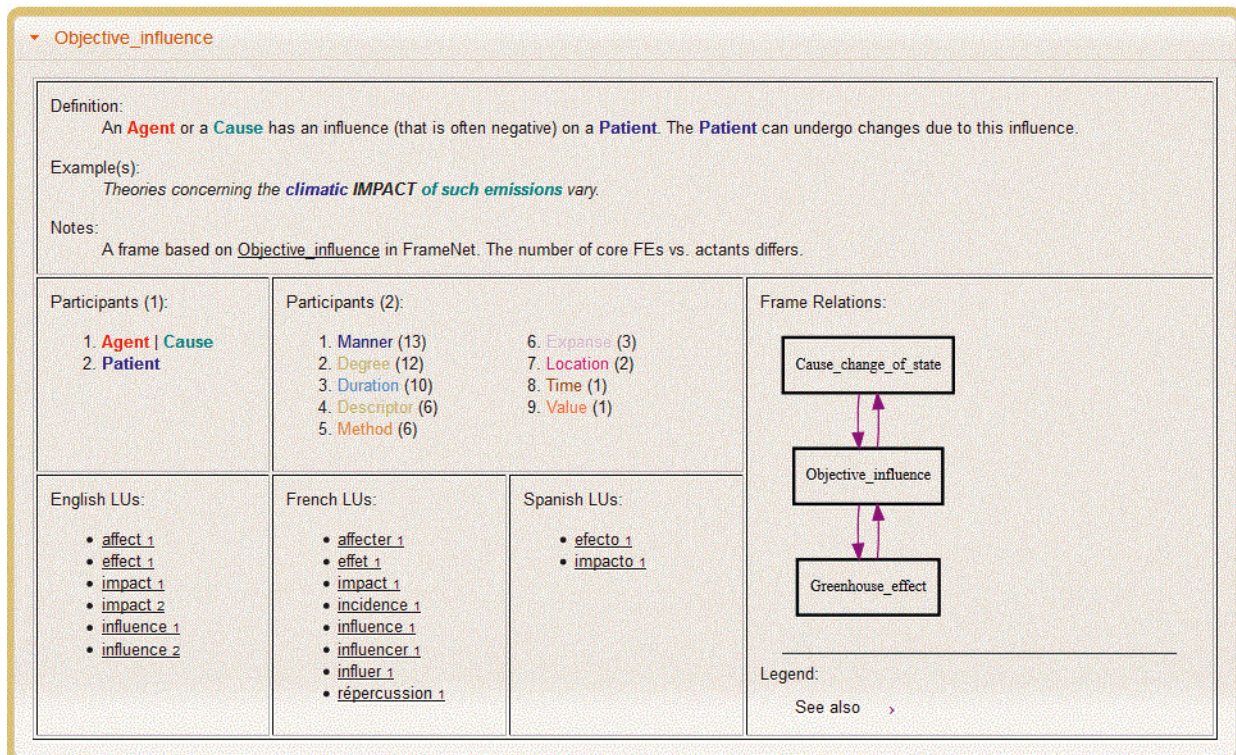 Objective_influence
Definition:
An Agent or a Cause has an influence (that is often negative) on a Patient. The Patient can undergo changes due to this influence.
Example(s):
Theories concerning the climatic IMPACT of such emissions vary.
Notes:
A frame based on Objective_influence in FrameNet. The number of core FEs vs. actants differs.
Participants (1):
1. Agent | Cause
2. Patient
Participants (2):
1. Manner (13)
2. Degree (12)
3. Duration (10)
4. Descriptor (6)
5. Method (6)
6. Expanse (3)
7. Location (2)
8. Time (1)
9. Value (1)
Frame Relations:
Cause_change_of_state
Objective_influence
Greenhouse_effect
Legend:
See also
English LUs:
• affect 1
• effect 1
• impact 1
• impact 2
• influence 1
• influence 2
French LUs:
• affecter 1
• effet 1
• impact 1
• incidence 1
• influence 1
• influencer 1
• influer 1
• répercussion 1
Spanish LUs:
• efecto 1
• impacto 1